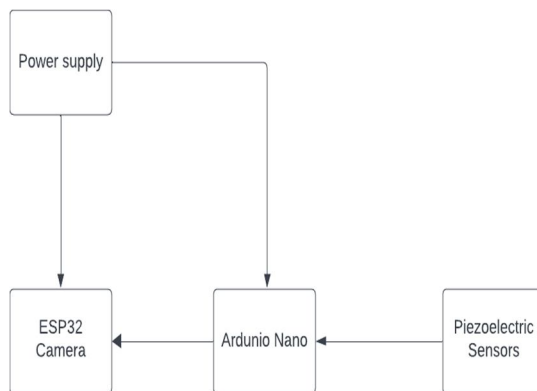 Power supply
ESP32
Camera
Ardunio Nano
Piezoelectric
Sensors